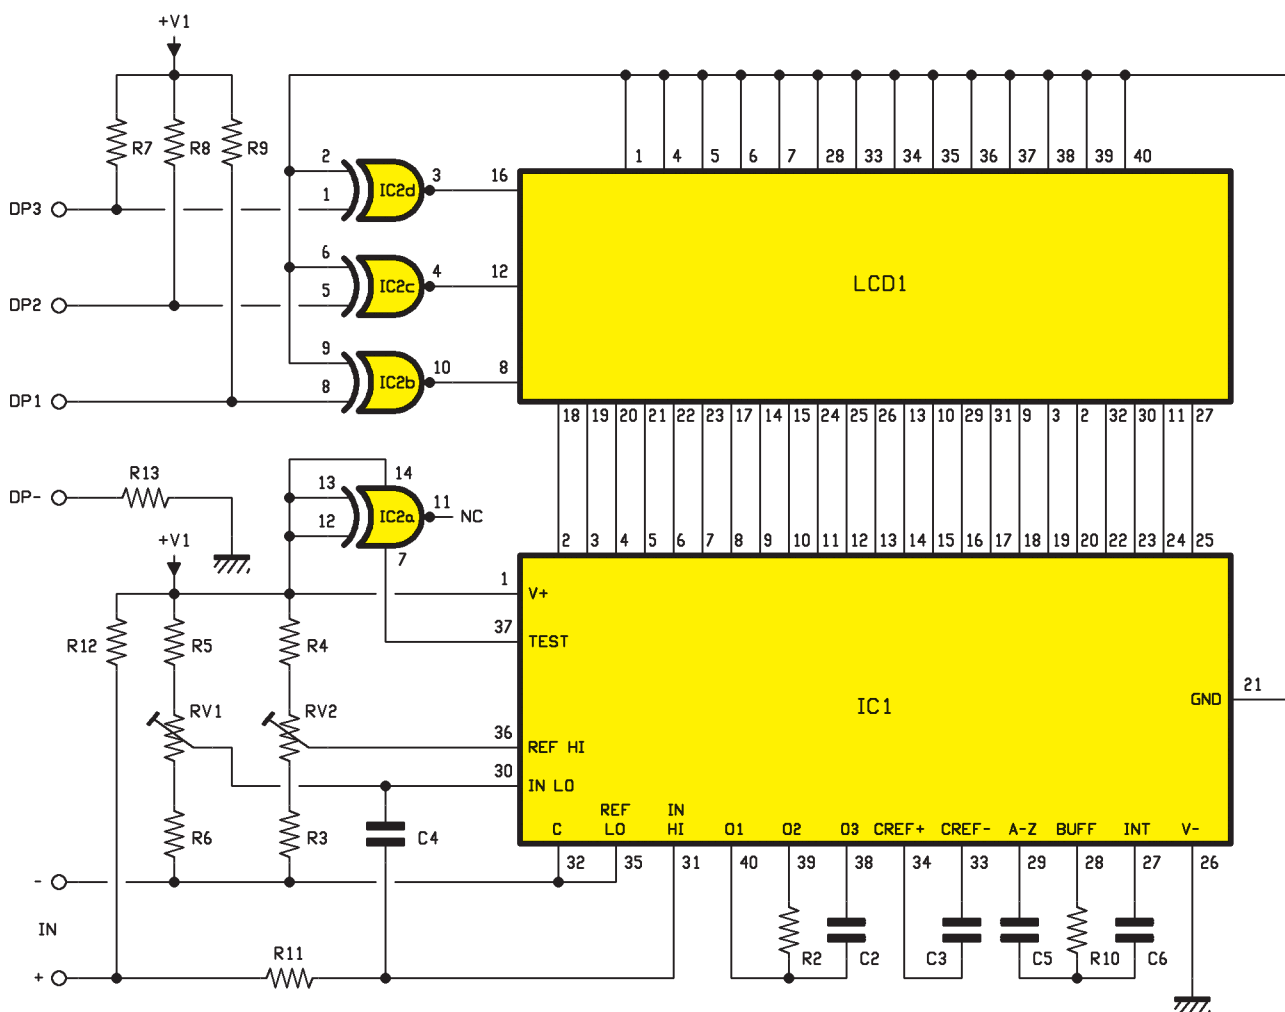 +V1
R7 R8 R9
1 4 5 6 7 28 33 34 35 36 37 38 39 40
2
IC2d
3
16
DP3
1
6
IC2c
4
12
LCD1
DP2
5
9
IC2b
10
8
DP1
8
18 19 20 21 22 23 17 14 15 24 25 26 13 10 29 31 9 3 2 32 30 11 27
R13
14
DP-
13
IC2a
11
NC
12
+V1
7
2 3 4 5 6 7 8 9 10 11 12 13 14 15 16 17 18 19 20 21 22 23 24 25
1
V+
R12
R5
R4
37
TEST
RV1
RV2
IC1
GND
21
36
REF HI
30
IN LO
R6
R3
C4
C
REF LO
IN HI
O1
O2
O3
CREF+
CREF-
A-Z
BUFF
INT
V-
32 35 31 40 39 38 34 33 29 28 27 26
-
IN
R11
R2
C2
C3
C5
R10
C6
+